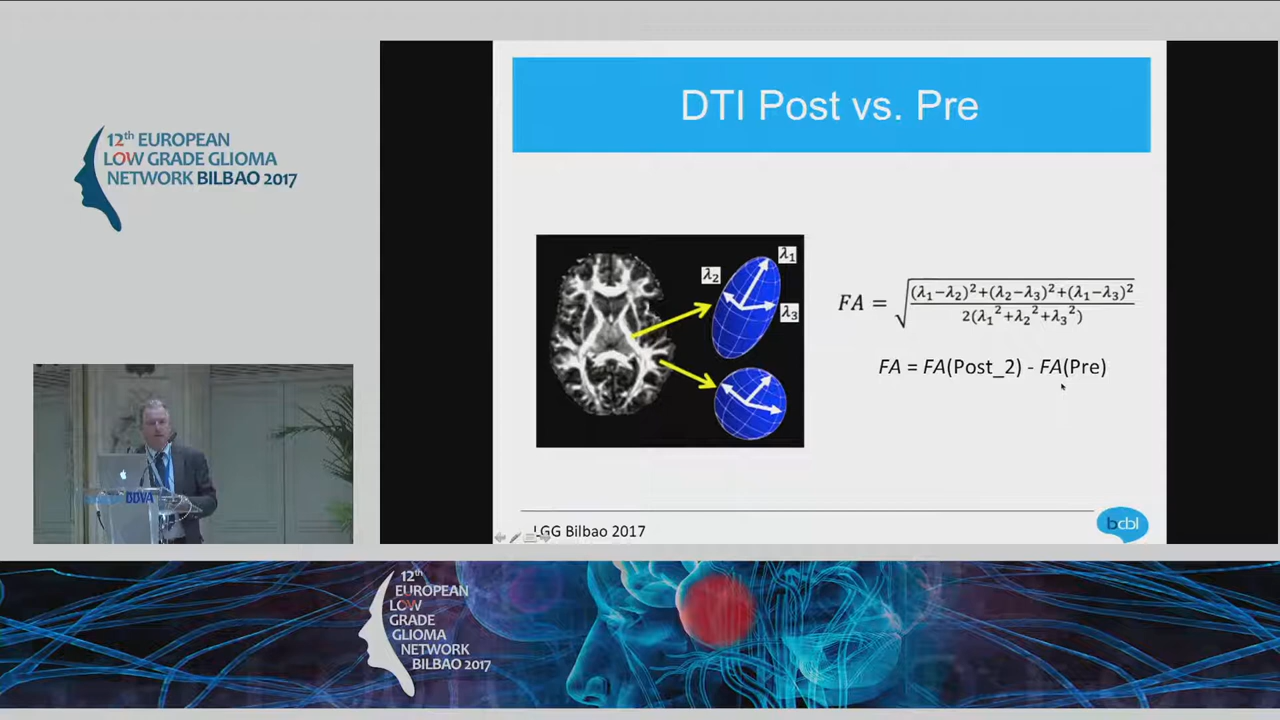 12th EUROPEAN
LOW GRADE GLIOMA
NETWORK BILBAO 2017
DTI Post vs. Pre
λ1
λ2
λ3
FA = √((λ1−λ2)²+(λ2−λ3)²+(λ1−λ3)² / 2(λ1²+λ2²+λ3²))
FA = FA(Post_2) - FA(Pre)
BBVA
LGG Bilbao 2017
bcbl
12th
EUROPEAN
LOW
GRADE
GLIOMA
NETWORK
BILBAO 2017